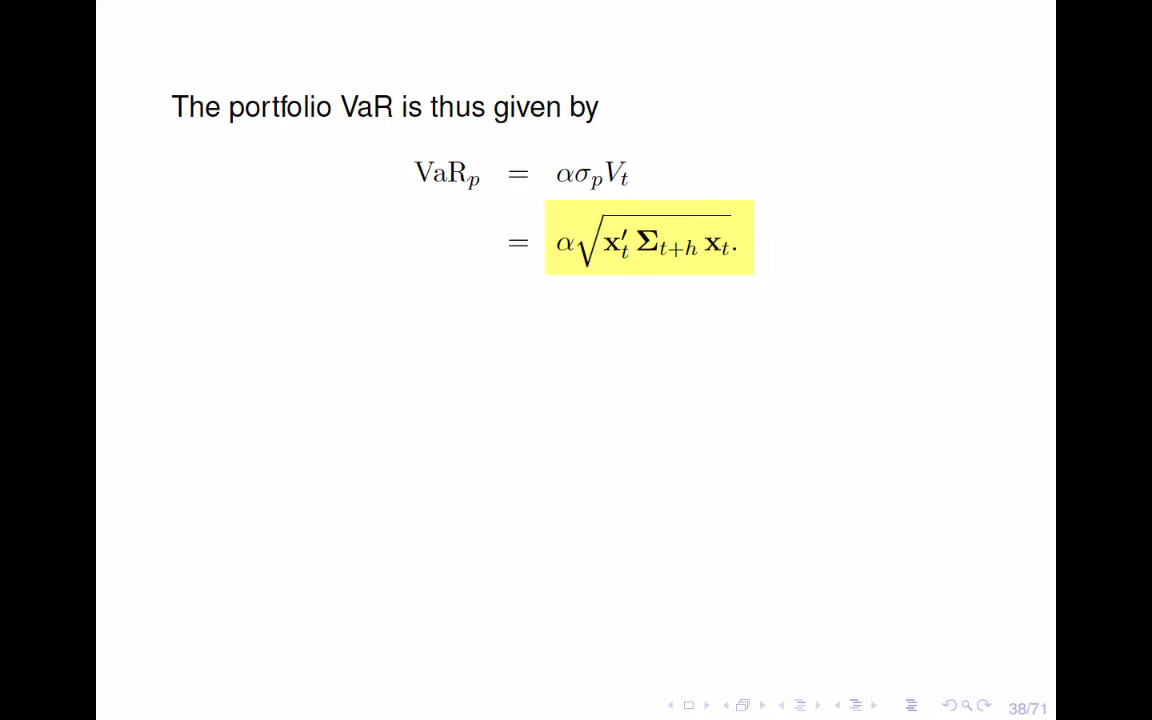 The portfolio VaR is thus given by
VaR_p = ασ_pV_t
= α√(x′_t Σ_{t+h} x_t).
38/71